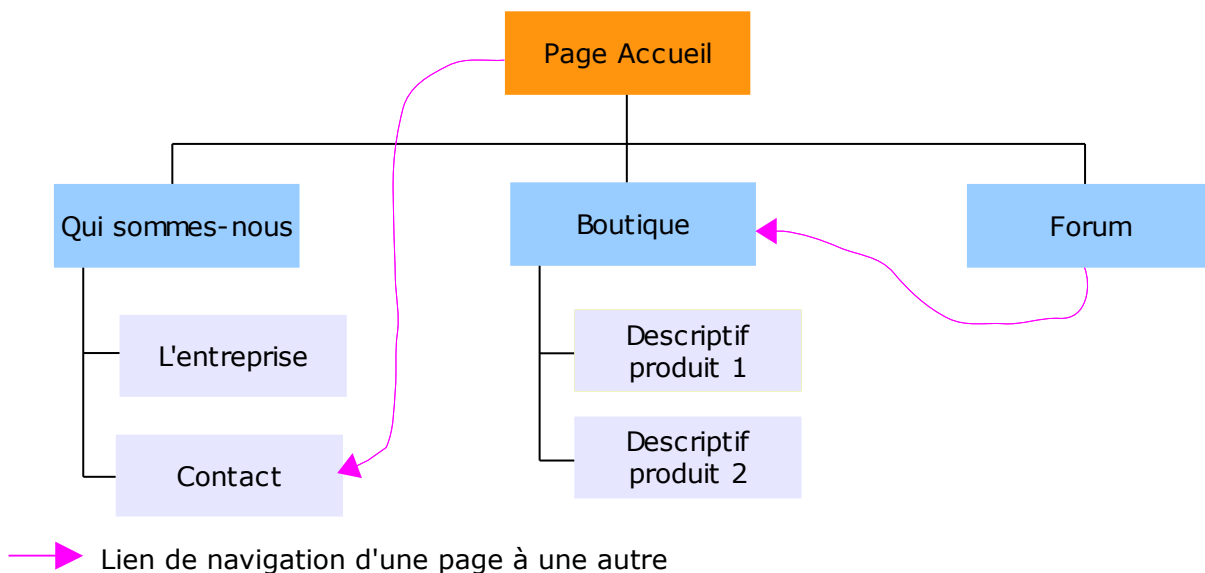 Page Accueil
Qui sommes-nous
Boutique
Forum
L'entreprise
Contact
Descriptif
produit 1
Descriptif
produit 2
Lien de navigation d'une page à une autre